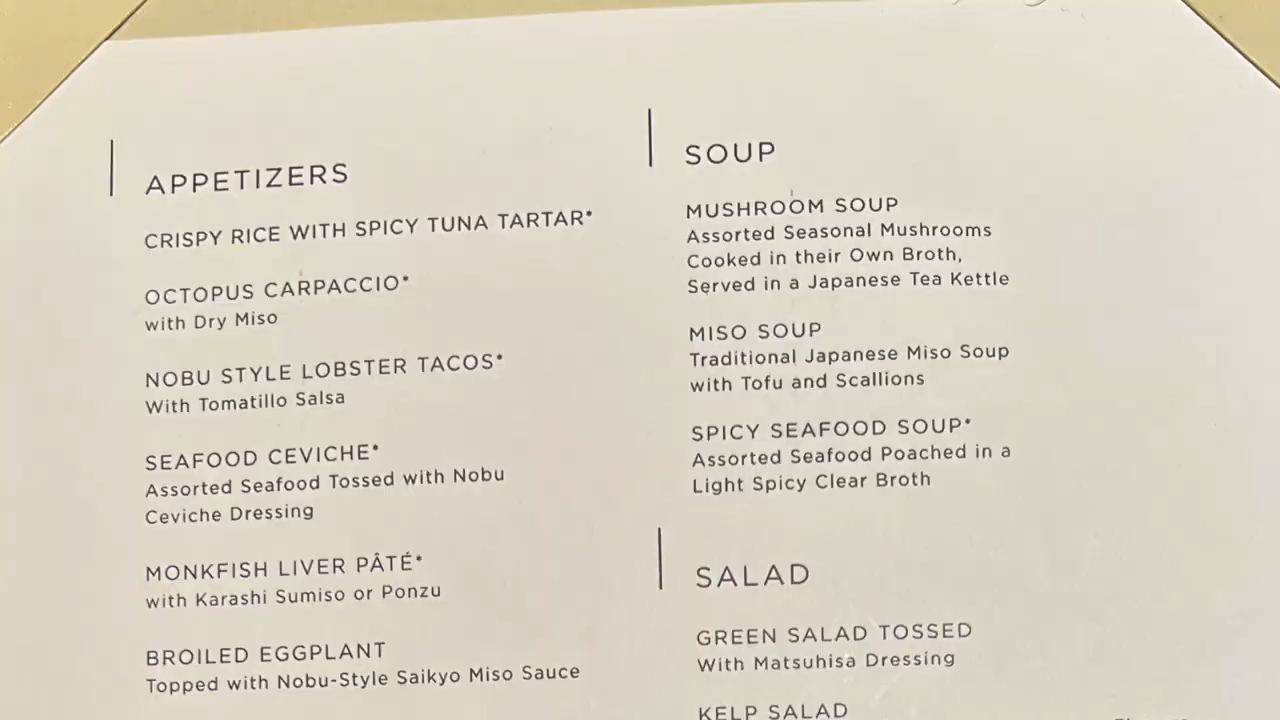 APPETIZERS
CRISPY RICE WITH SPICY TUNA TARTAR*
OCTOPUS CARPACCIO*
with Dry Miso
NOBU STYLE LOBSTER TACOS*
With Tomatillo Salsa
SEAFOOD CEVICHE*
Assorted Seafood Tossed with Nobu
Ceviche Dressing
MONKFISH LIVER PÂTÉ*
with Karashi Sumiso or Ponzu
BROILED EGGPLANT
Topped with Nobu-Style Saikyo Miso Sauce
SOUP
MUSHROOM SOUP
Assorted Seasonal Mushrooms
Cooked in their Own Broth,
Served in a Japanese Tea Kettle
MISO SOUP
Traditional Japanese Miso Soup
with Tofu and Scallions
SPICY SEAFOOD SOUP*
Assorted Seafood Poached in a
Light Spicy Clear Broth
SALAD
GREEN SALAD TOSSED
With Matsuhisa Dressing
KELP SALAD